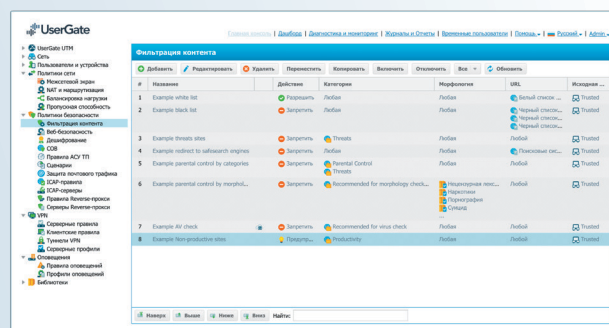 UserGate
Главная консоль | Дашборд | Диагностика и мониторинг | Журналы и Отчеты | Временные пользователи | Помощь | Русский | Admin
UserGate UTM
Сеть
Пользователи и устройства
Политики сети
Межсетевой экран
NAT и маршрутизация
Балансировка нагрузки
Пропускная способность
Политики безопасности
Фильтрация контента
Веб-безопасность
Дешифрование
СОВ
Правила АСУ ТП
Сценарии
Защита почтового трафика
ICAP-правила
ICAP-серверы
Правила Reverse-прокси
Серверы Reverse-прокси
VPN
Серверные правила
Клиентские правила
Туннели VPN
Серверные профили
Оповещения
Правила оповещений
Профили оповещений
Библиотеки
Фильтрация контента
Добавить Редактировать Удалить Переместить Копировать Включить Отключить Все Обновить
# Название Действие Категории Морфология URL Исходная ...
1 Example white list Разрешить Любая Любая Белый список ... Trusted
2 Example black list Запретить Любая Любая Черный список... Trusted
Черный список...
Черный список...
3 Example threats sites Запретить Threats Любая Любой Trusted
4 Example redirect to safesearch engines Запретить Любая Любая Поисковые сис... Trusted
5 Example parental control by categories Запретить Parental Control Любая Любой Trusted
Threats
6 Example parental control by morphol... Запретить Recommended for morphology check... Нецензурная лекс... Любой Trusted
Наркотики
Порнография
Суицид
...
7 Example AV check Запретить Recommended for virus check Любая Любой Trusted
8 Example Non-productive sites Предупр... Productivity Любая Любой Trusted
Наверх Выше Ниже Вниз Найти: